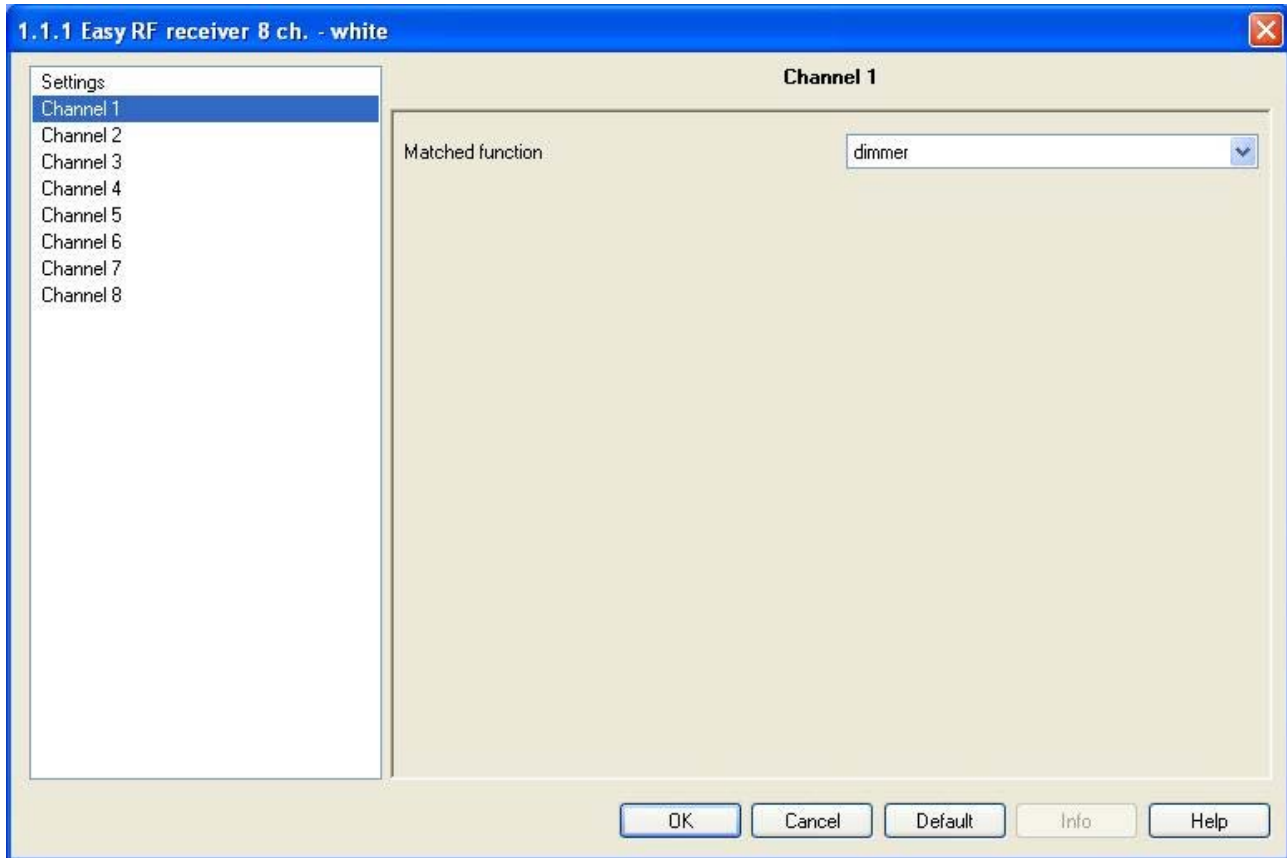 1.1.1 Easy RF receiver 8 ch. - white
Settings
Channel 1
Channel 2
Channel 3
Channel 4
Channel 5
Channel 6
Channel 7
Channel 8
Channel 1
Matched function dimmer
OK Cancel Default Info Help